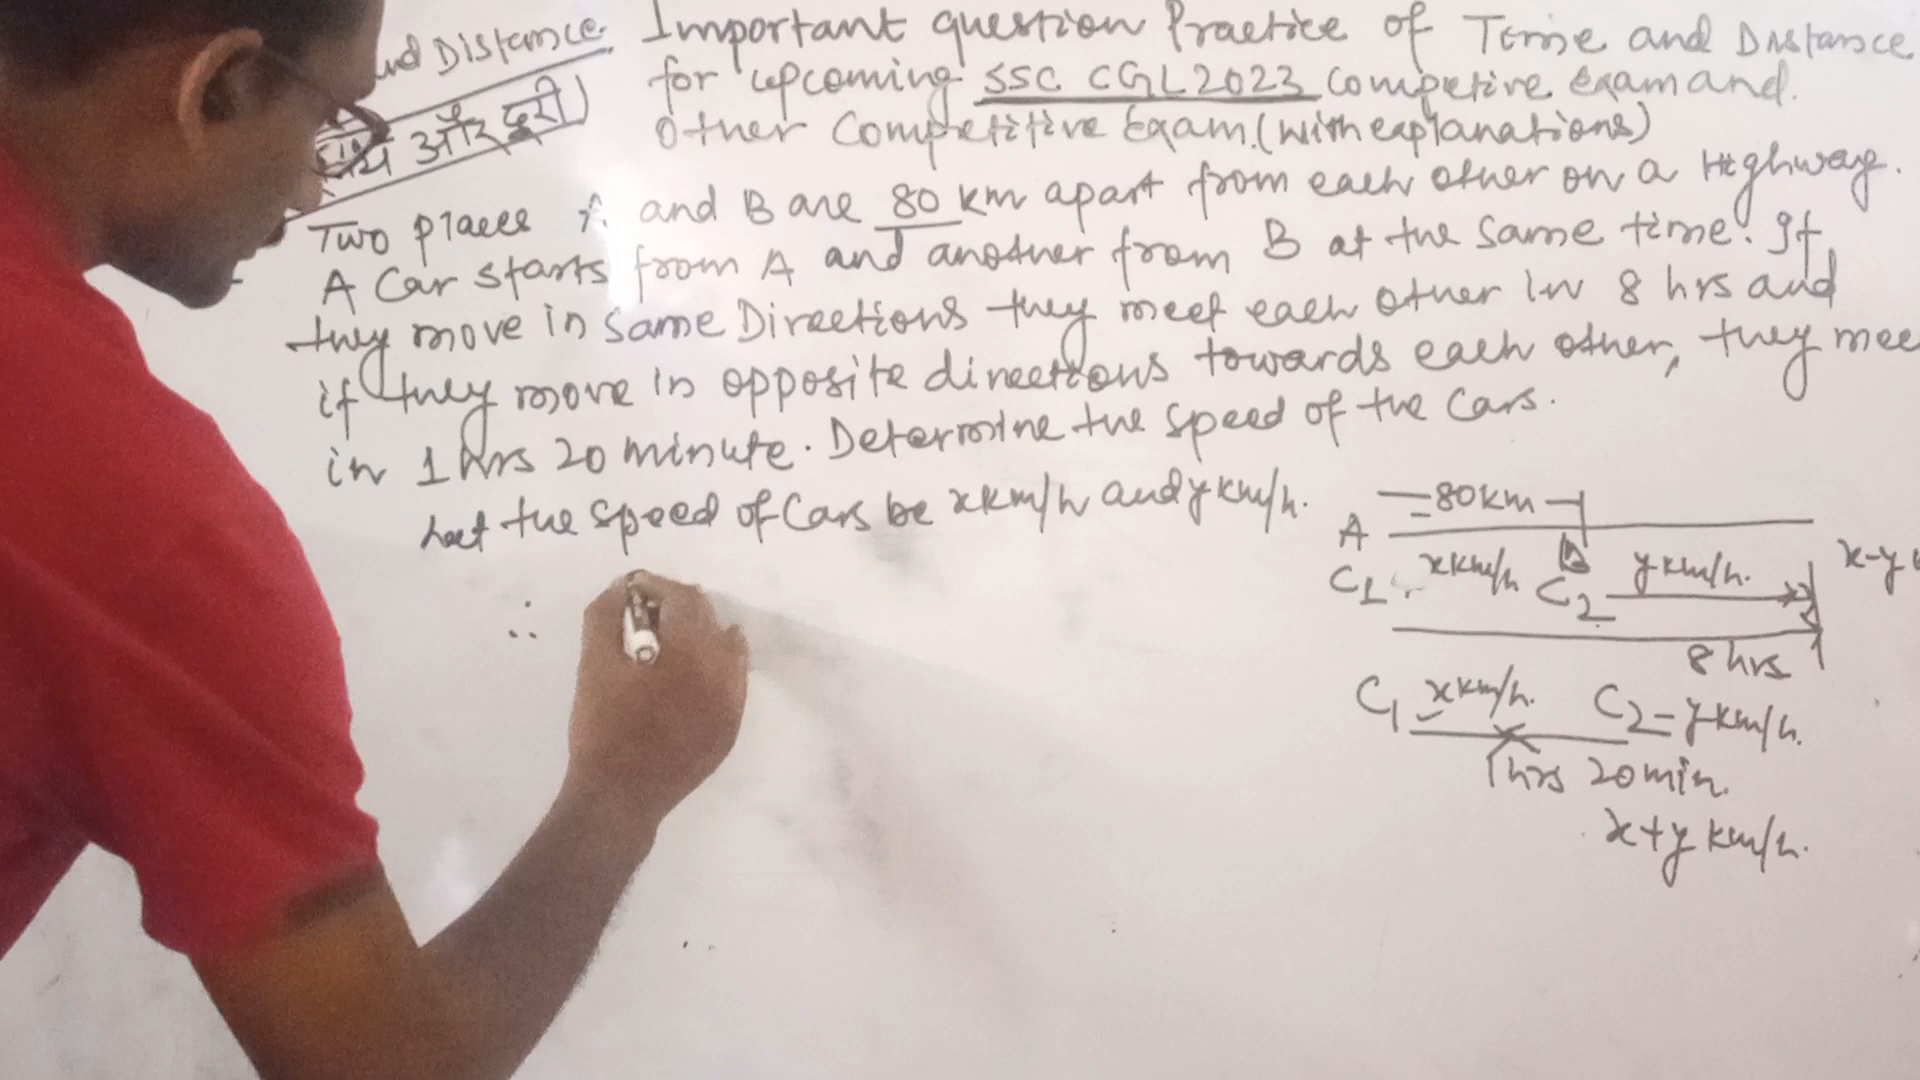 and Distance.
समय और दूरी)
Important question Practice of Time and Distance
for upcoming SSC CGL 2023 Competive Exam and.
Other Competitive Exam. (with explanations)
Two places A and B are 80 km apart from each other on a Highway.
A Car starts from A and another from B at the same time. If
they move in same Directions they meet each other in 8 hrs and
if they move in opposite directions towards each other, they mee
in 1 hrs 20 minute. Determine the speed of the cars.
Let the speed of Cars be x km/h and y km/h.
∴
80 km
A B
C1 x km/h C2 y km/h. x-y
8 hrs
C1 x km/h. C2 = y km/h.
1 hrs 20 min.
x+y km/h.